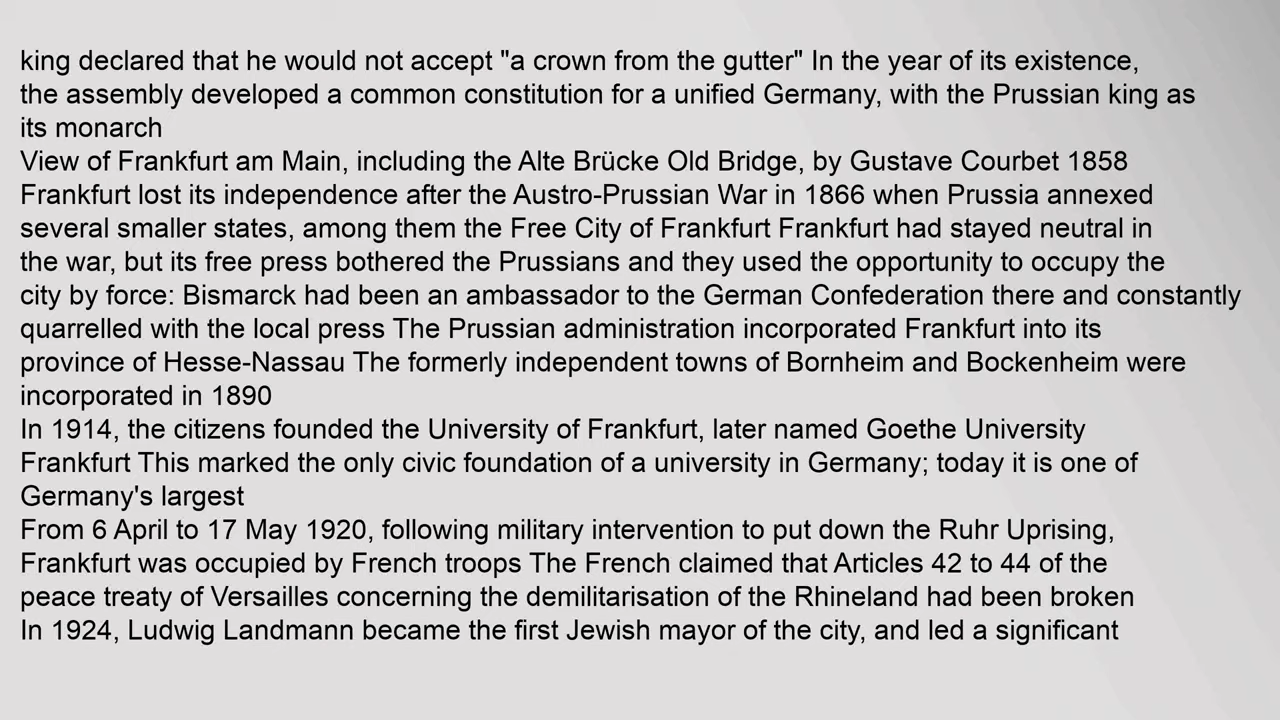 king declared that he would not accept "a crown from the gutter" In the year of its existence,
the assembly developed a common constitution for a unified Germany, with the Prussian king as
its monarch
View of Frankfurt am Main, including the Alte Brücke Old Bridge, by Gustave Courbet 1858
Frankfurt lost its independence after the Austro-Prussian War in 1866 when Prussia annexed
several smaller states, among them the Free City of Frankfurt Frankfurt had stayed neutral in
the war, but its free press bothered the Prussians and they used the opportunity to occupy the
city by force: Bismarck had been an ambassador to the German Confederation there and constantly
quarrelled with the local press The Prussian administration incorporated Frankfurt into its
province of Hesse-Nassau The formerly independent towns of Bornheim and Bockenheim were
incorporated in 1890
In 1914, the citizens founded the University of Frankfurt, later named Goethe University
Frankfurt This marked the only civic foundation of a university in Germany; today it is one of
Germany's largest
From 6 April to 17 May 1920, following military intervention to put down the Ruhr Uprising,
Frankfurt was occupied by French troops The French claimed that Articles 42 to 44 of the
peace treaty of Versailles concerning the demilitarisation of the Rhineland had been broken
In 1924, Ludwig Landmann became the first Jewish mayor of the city, and led a significant